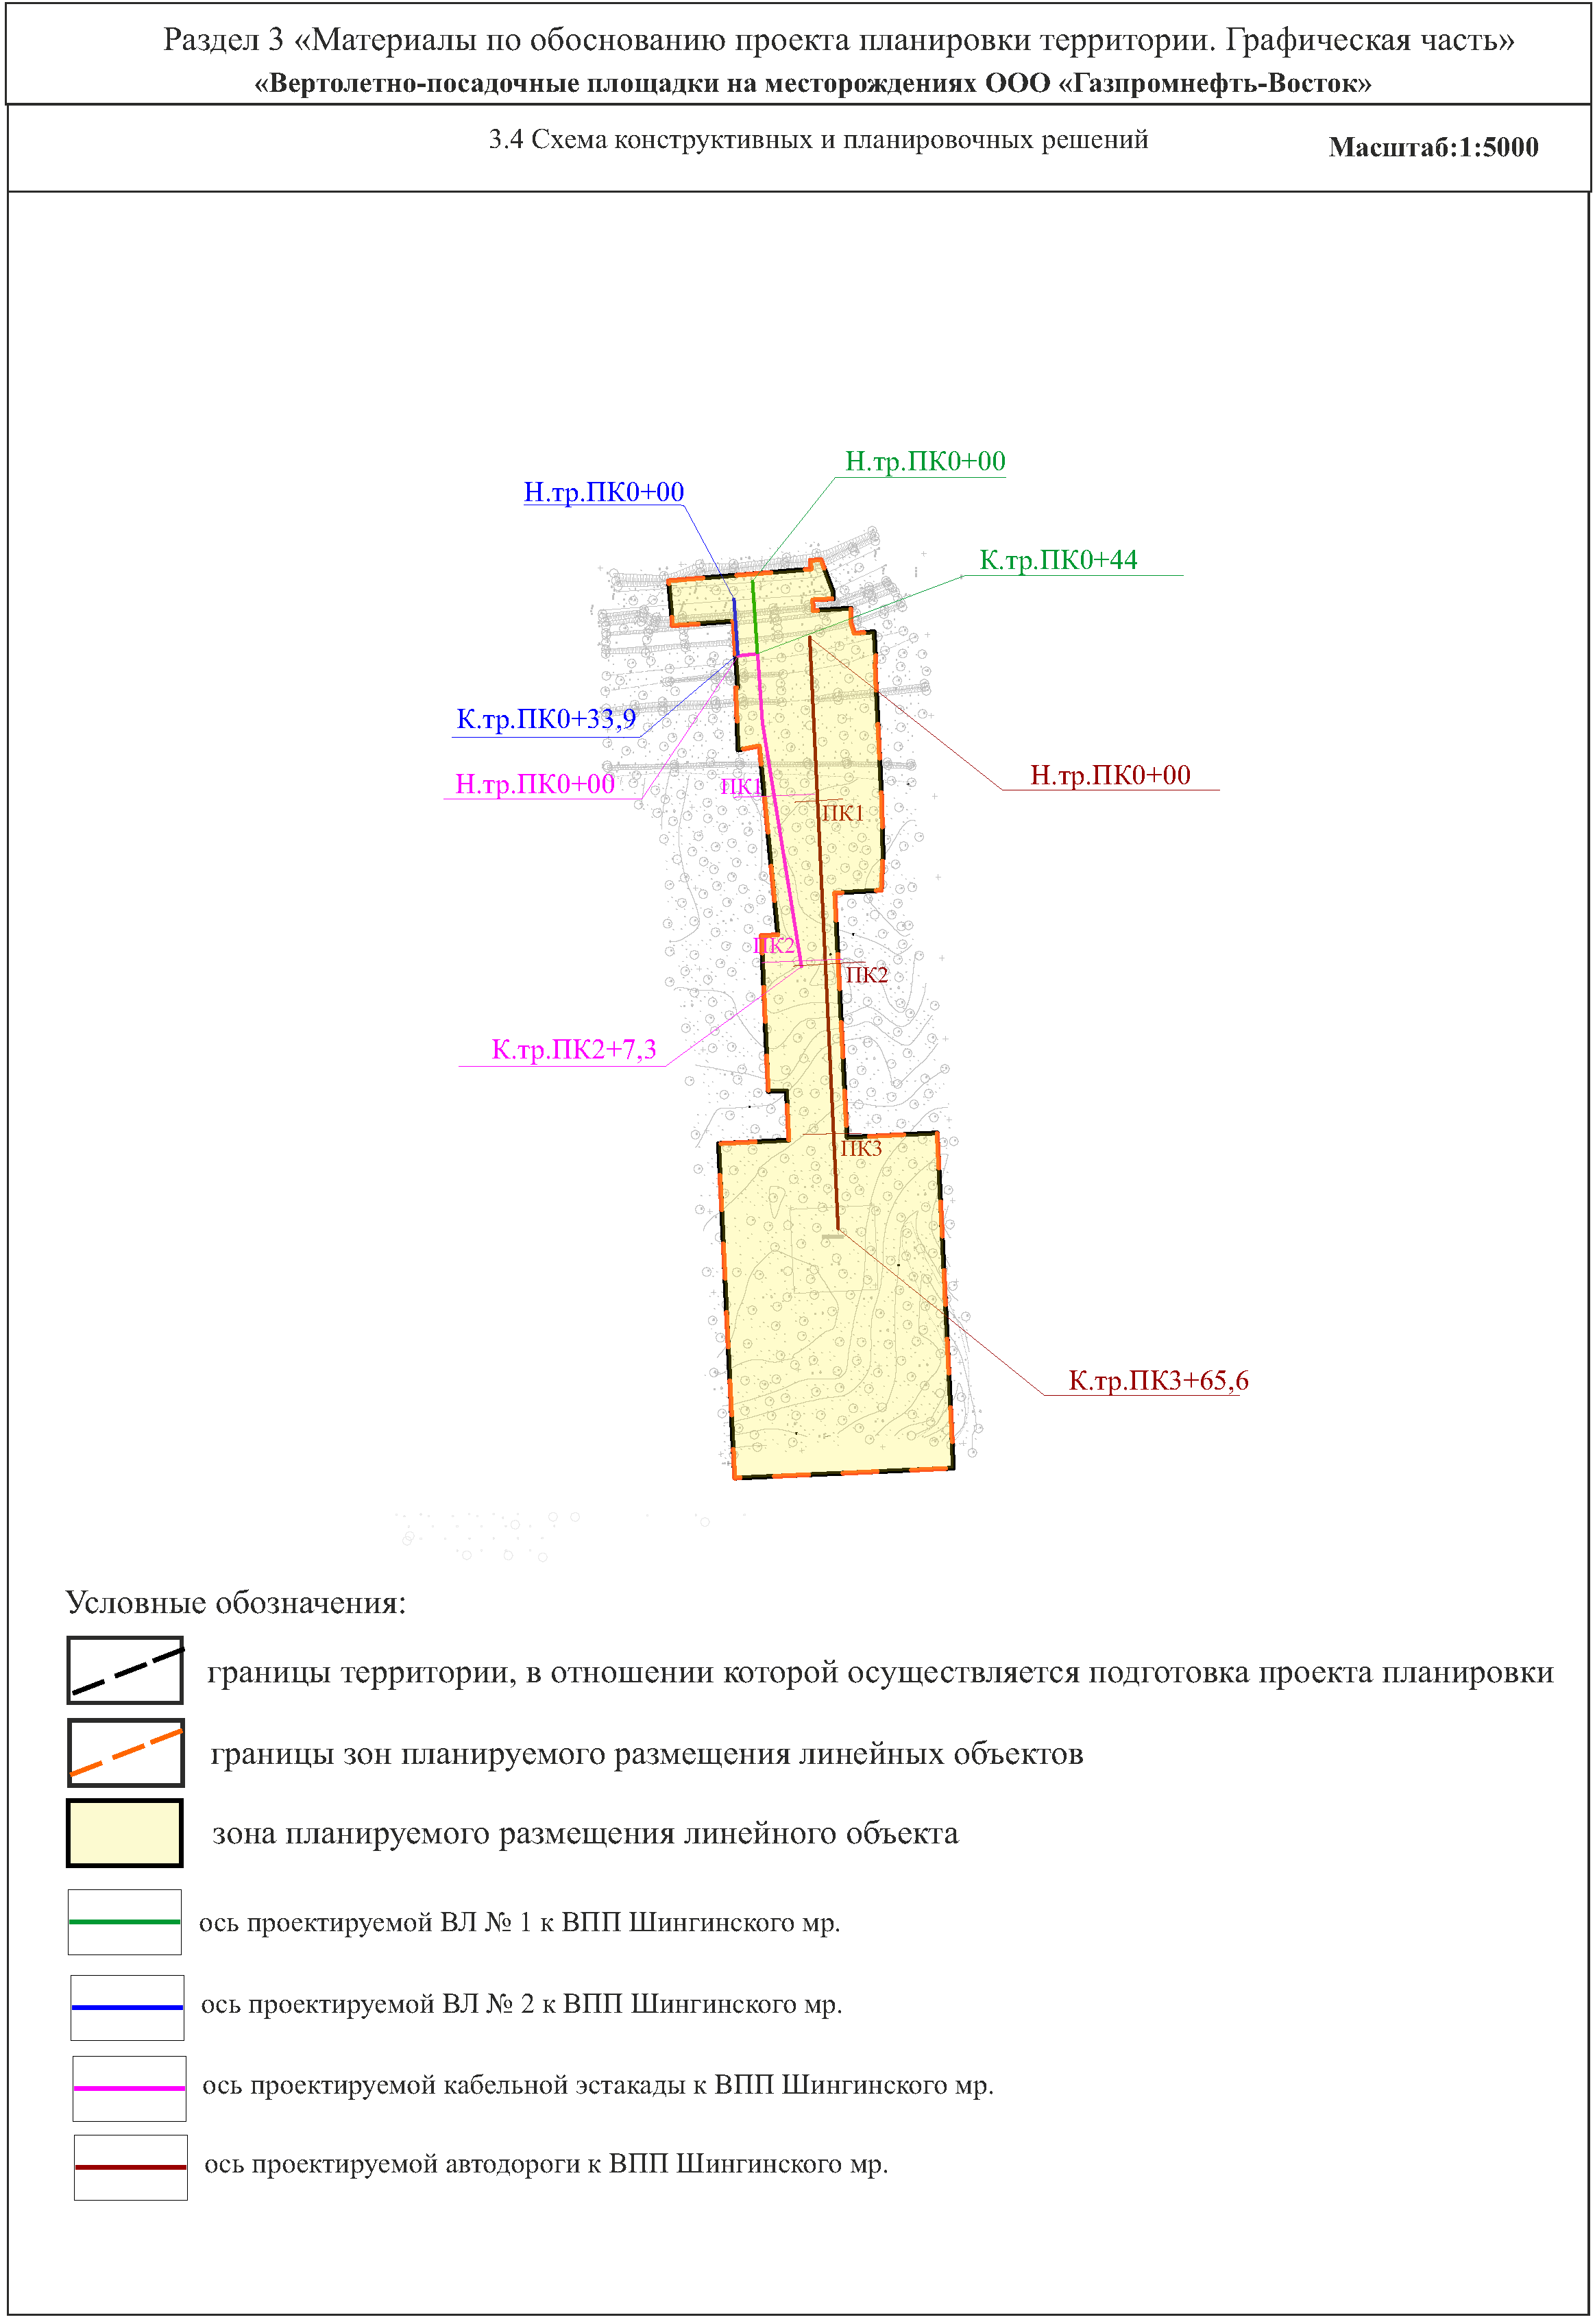 Раздел 3 «Материалы по обоснованию проекта планировки территории. Графическая часть»
«Вертолетно-посадочные площадки на месторождениях ООО «Газпромнефть-Восток»
3.4 Схема конструктивных и планировочных решений
Масштаб:1:5000
Н.тр.ПК0+00
Н.тр.ПК0+00
К.тр.ПК0+44
К.тр.ПК0+33,9
Н.тр.ПК0+00
Н.тр.ПК0+00
ПК1
ПК1
ПК2
ПК2
К.тр.ПК2+7,3
ПК3
К.тр.ПК3+65,6
Условные обозначения:
границы территории, в отношении которой осуществляется подготовка проекта планировки
границы зон планируемого размещения линейных объектов
зона планируемого размещения линейного объекта
ось проектируемой ВЛ № 1 к ВПП Шингинского мр.
ось проектируемой ВЛ № 2 к ВПП Шингинского мр.
ось проектируемой кабельной эстакады к ВПП Шингинского мр.
ось проектируемой автодороги к ВПП Шингинского мр.